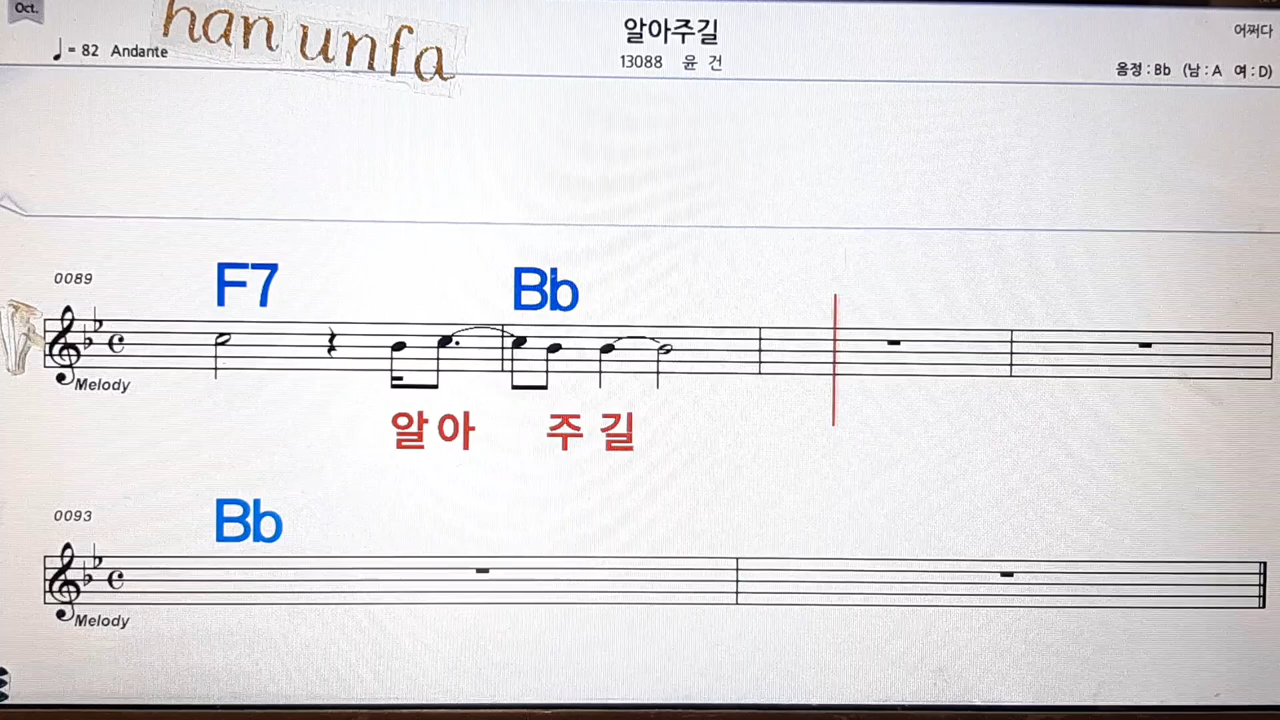 Oct.
han unfa
알아주길
어쩌다
♩= 82 Andante
13088 윤 건
음정 : Bb (남 : A 여 : D)
0089
F7 Bb
Melody
알 아 주 길
0093
Bb
Melody